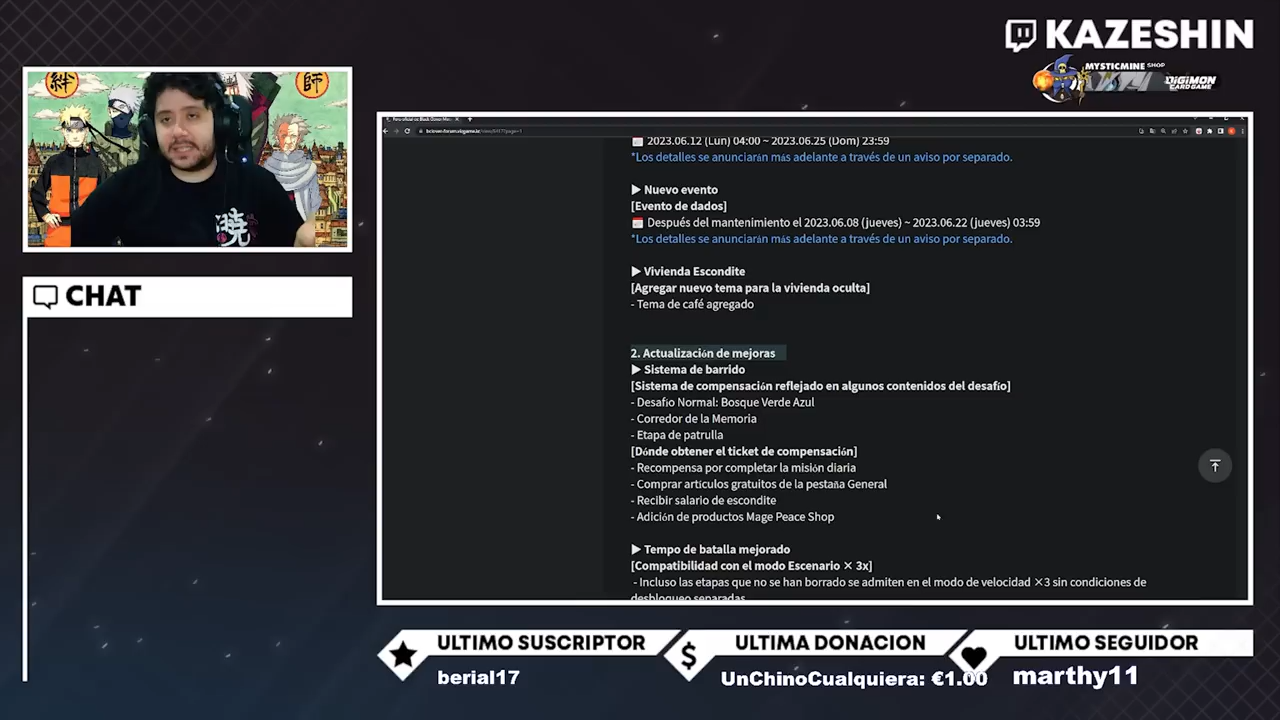 KAZESHIN
MYSTICMINE SHOP
DIGIMON
CARD GAME
絆
師
暁
CHAT
2023.06.12 (Lun) 04:00 ~ 2023.06.25 (Dom) 23:59
*Los detalles se anunciarán más adelante a través de un aviso por separado.
▶ Nuevo evento
[Evento de dados]
Después del mantenimiento el 2023.06.08 (jueves) ~ 2023.06.22 (jueves) 03:59
*Los detalles se anunciarán más adelante a través de un aviso por separado.
▶ Vivienda Escondite
[Agregar nuevo tema para la vivienda oculta]
- Tema de café agregado
2. Actualización de mejoras
▶ Sistema de barrido
[Sistema de compensación reflejado en algunos contenidos del desafío]
- Desafío Normal: Bosque Verde Azul
- Corredor de la Memoria
- Etapa de patrulla
[Dónde obtener el ticket de compensación]
- Recompensa por completar la misión diaria
- Comprar artículos gratuitos de la pestaña General
- Recibir salario de escondite
- Adición de productos Mage Peace Shop
▶ Tempo de batalla mejorado
[Compatibilidad con el modo Escenario × 3x]
- Incluso las etapas que no se han borrado se admiten en el modo de velocidad ×3 sin condiciones de
desbloqueo separadas
ULTIMO SUSCRIPTOR
berial17
$
ULTIMA DONACION
UnChinoCualquiera: €1.00
ULTIMO SEGUIDOR
marthy11